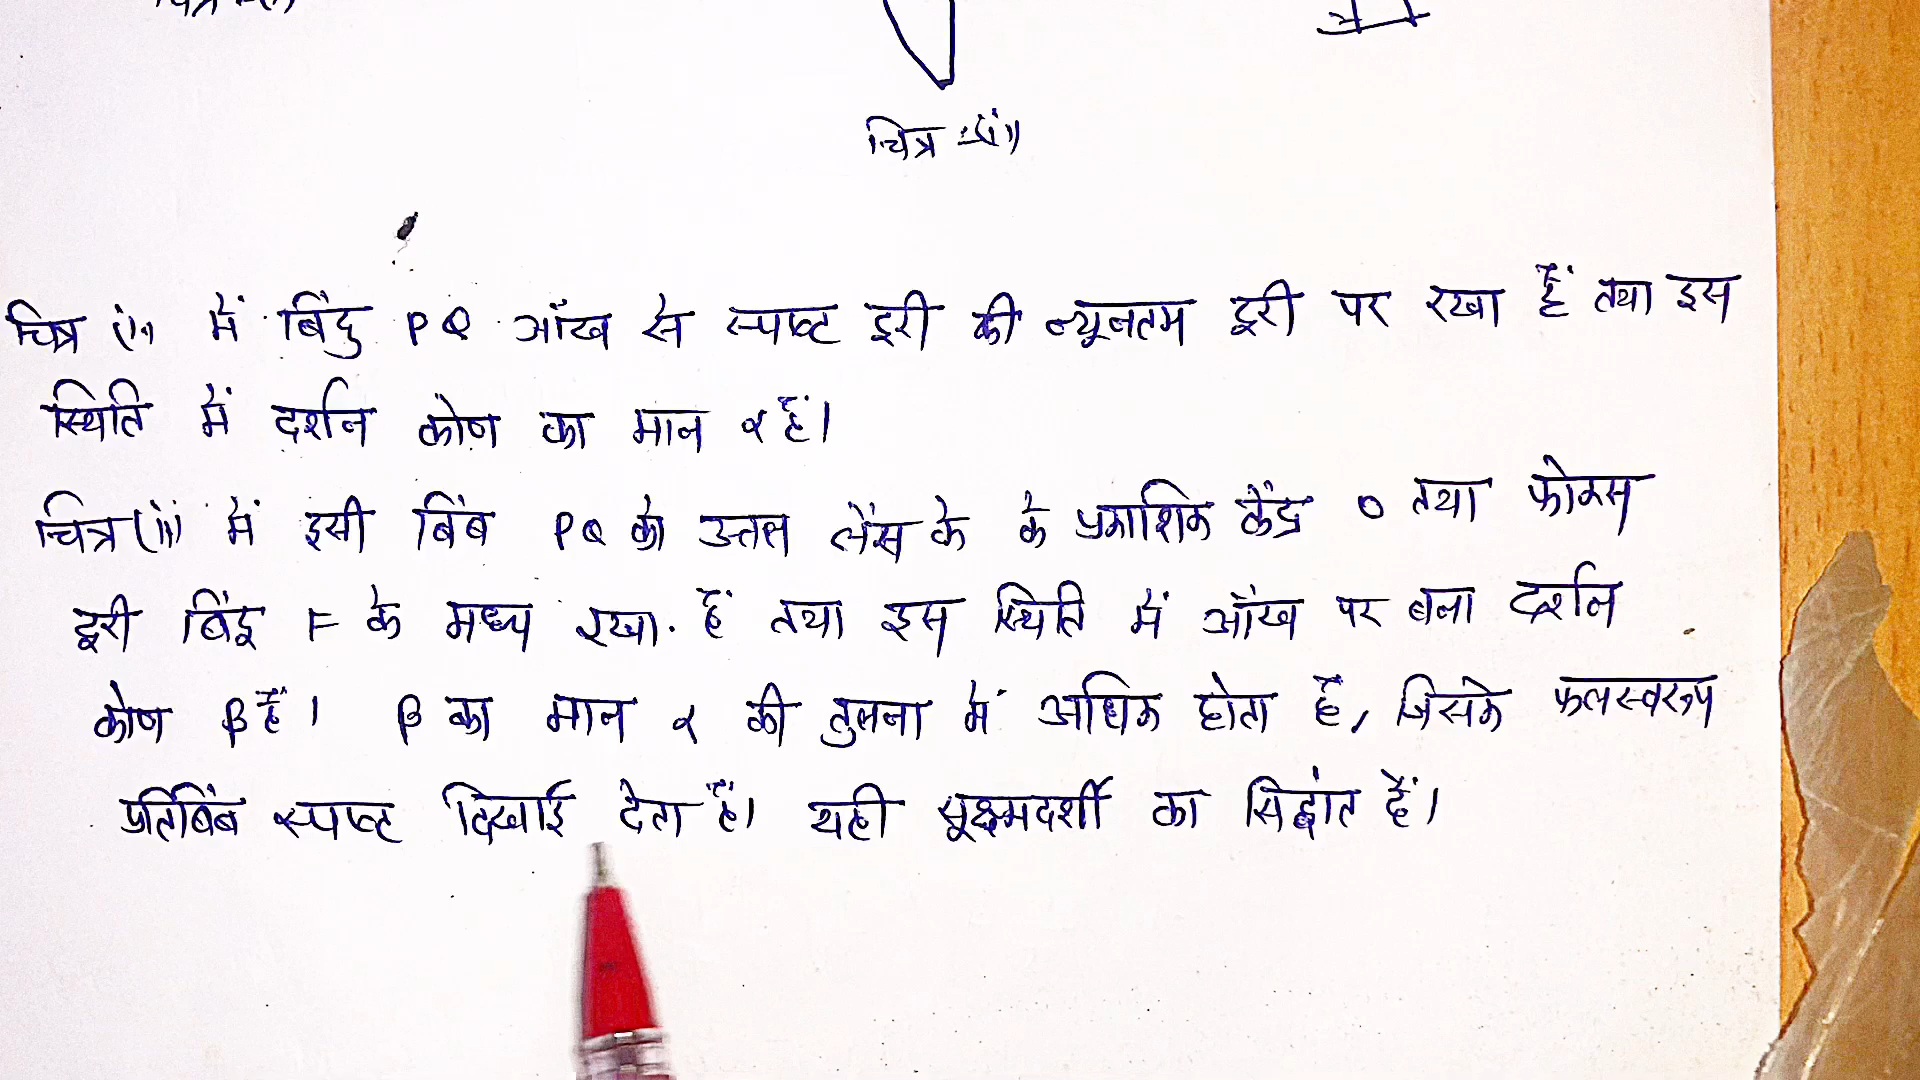 चित्र (ii)
चित्र (i) में बिंदु PQ आँख से स्पष्ट दूरी की न्यूनतम दूरी पर रखा हैं तथा इस
स्थिति में दर्शन कोण का मान α हैं।
चित्र (ii) में इसी बिंब PQ को उत्तल लैंस के के प्रकाशिक केंद्र O तथा फोकस
दूरी बिंदु F के मध्य रखा हैं तथा इस स्थिति में आँख पर बना दर्शन
कोण β हैं। β का मान α की तुलना में अधिक होता हैं, जिसके फलस्वरूप
प्रतिबिंब स्पष्ट दिखाई देता हैं। यही सूक्ष्मदर्शी का सिद्धांत हैं।